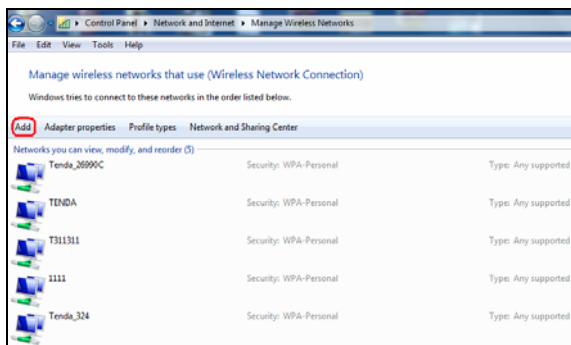 Control Panel ▸ Network and Internet ▸ Manage Wireless Networks
File Edit View Tools Help
Manage wireless networks that use (Wireless Network Connection)
Windows tries to connect to these networks in the order listed below.
Add Adapter properties Profile types Network and Sharing Center
Networks you can view, modify, and reorder (5)
Tenda_26990C Security: WPA-Personal Type: Any supported
TENDA Security: WPA-Personal Type: Any supported
T311311 Security: WPA-Personal Type: Any supported
1111 Security: WPA-Personal Type: Any supported
Tenda_324 Security: WPA-Personal Type: Any supported